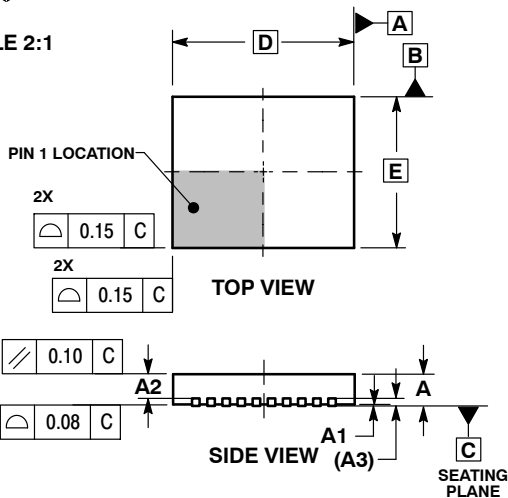 LE 2:1
D
A
B
PIN 1 LOCATION
E
2X
⌓ 0.15 C
2X
⌓ 0.15 C
TOP VIEW
⫽ 0.10 C
A2
A
⌓ 0.08 C
A1
SIDE VIEW
(A3)
C
SEATING
PLANE